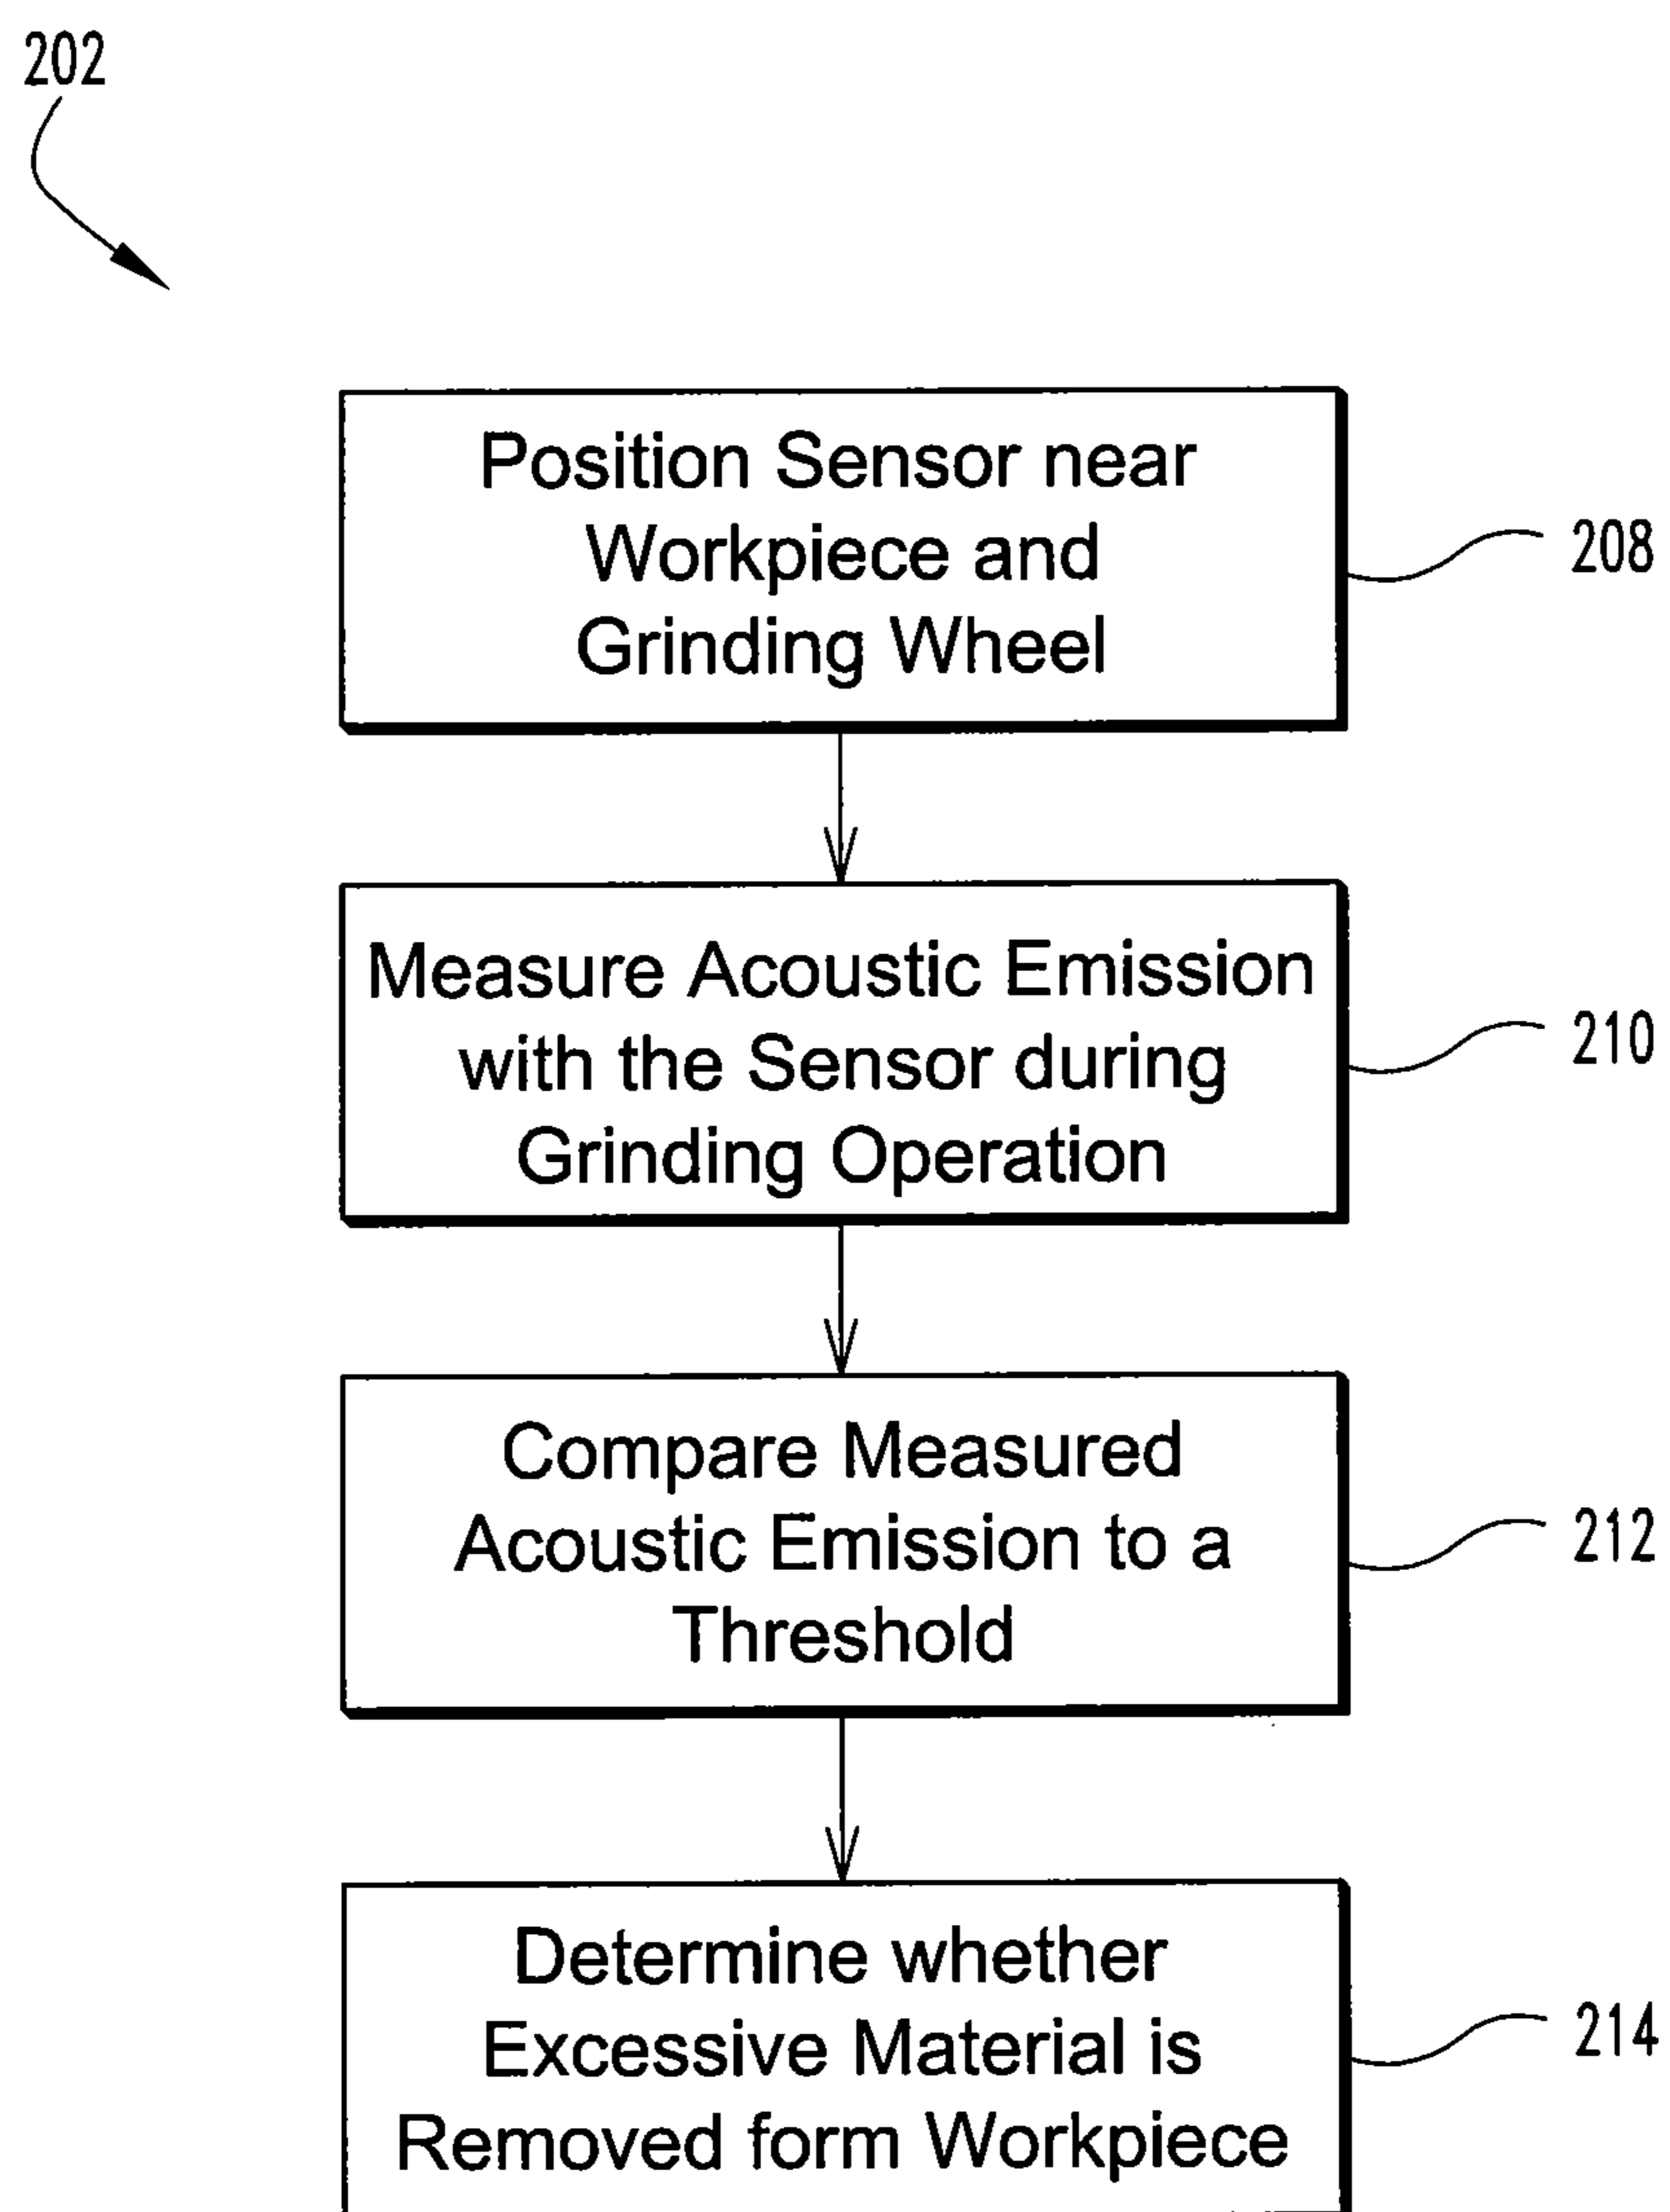 202
Position Sensor near
Workpiece and
Grinding Wheel
208
Measure Acoustic Emission
with the Sensor during
Grinding Operation
210
Compare Measured
Acoustic Emission to a
Threshold
212
Determine whether
Excessive Material is
Removed form Workpiece
214